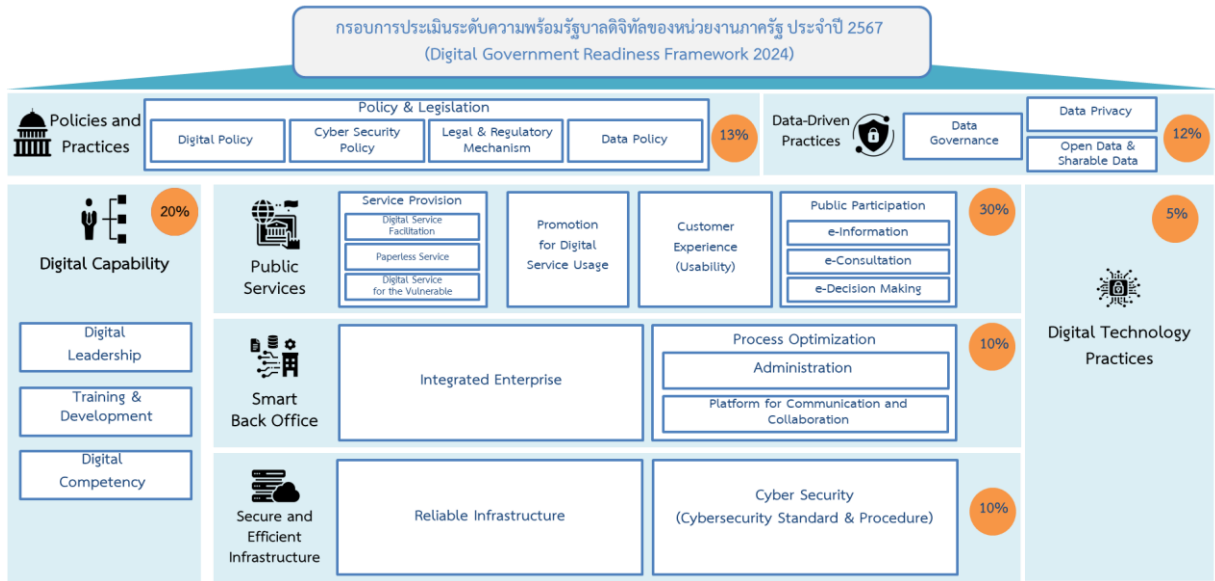 กรอบการประเมินระดับความพร้อมรัฐบาลดิจิทัลของหน่วยงานภาครัฐ ประจำปี 2567
(Digital Government Readiness Framework 2024)
Policies and
Practices
Policy & Legislation
Digital Policy
Cyber Security
Policy
Legal & Regulatory
Mechanism
Data Policy
13%
Data-Driven
Practices
Data
Governance
Data Privacy
Open Data &
Sharable Data
12%
20%
Digital Capability
Digital
Leadership
Training &
Development
Digital
Competency
Public
Services
Service Provision
Digital Service
Facilitation
Paperless Service
Digital Service
for the Vulnerable
Promotion
for Digital
Service Usage
Customer
Experience
(Usability)
Public Participation
e-Information
e-Consultation
e-Decision Making
30%
Smart
Back Office
Integrated Enterprise
Process Optimization
Administration
Platform for Communication and
Collaboration
10%
Secure and
Efficient
Infrastructure
Reliable Infrastructure
Cyber Security
(Cybersecurity Standard & Procedure)
10%
5%
Digital Technology
Practices